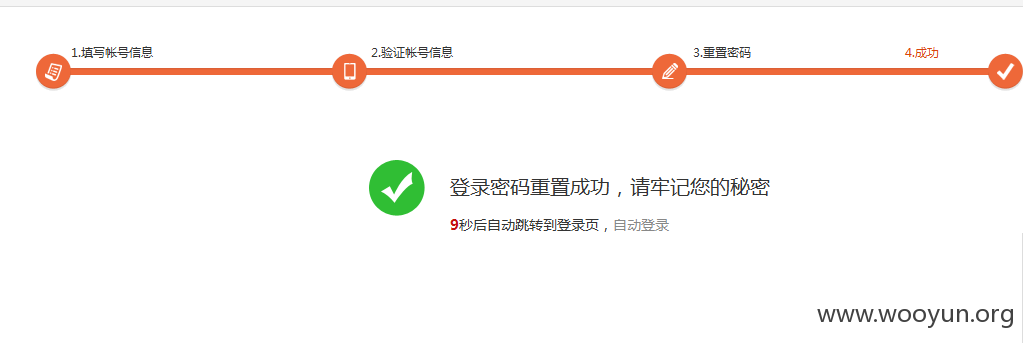 1.填写帐号信息
2.验证帐号信息
3.重置密码
4.成功
登录密码重置成功，请牢记您的秘密
9秒后自动跳转到登录页，自动登录
www.wooyun.org